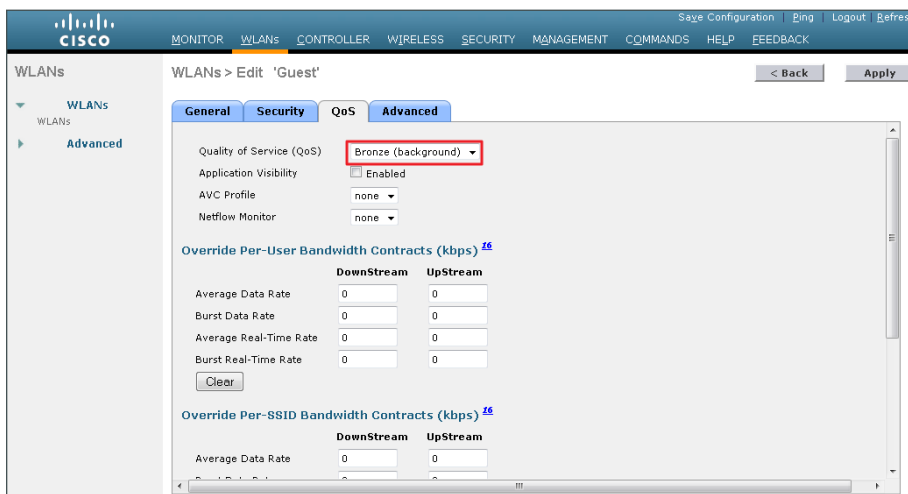 Save Configuration | Ping | Logout | Refres
CISCO
MONITOR WLANs CONTROLLER WIRELESS SECURITY MANAGEMENT COMMANDS HELP FEEDBACK
WLANs
WLANs > Edit 'Guest'
< Back
Apply
WLANs
WLANs
Advanced
General Security QoS Advanced
Quality of Service (QoS) Bronze (background)
Application Visibility Enabled
AVC Profile none
Netflow Monitor none
Override Per-User Bandwidth Contracts (kbps) 16
DownStream UpStream
Average Data Rate 0 0
Burst Data Rate 0 0
Average Real-Time Rate 0 0
Burst Real-Time Rate 0 0
Clear
Override Per-SSID Bandwidth Contracts (kbps) 16
DownStream UpStream
Average Data Rate 0 0